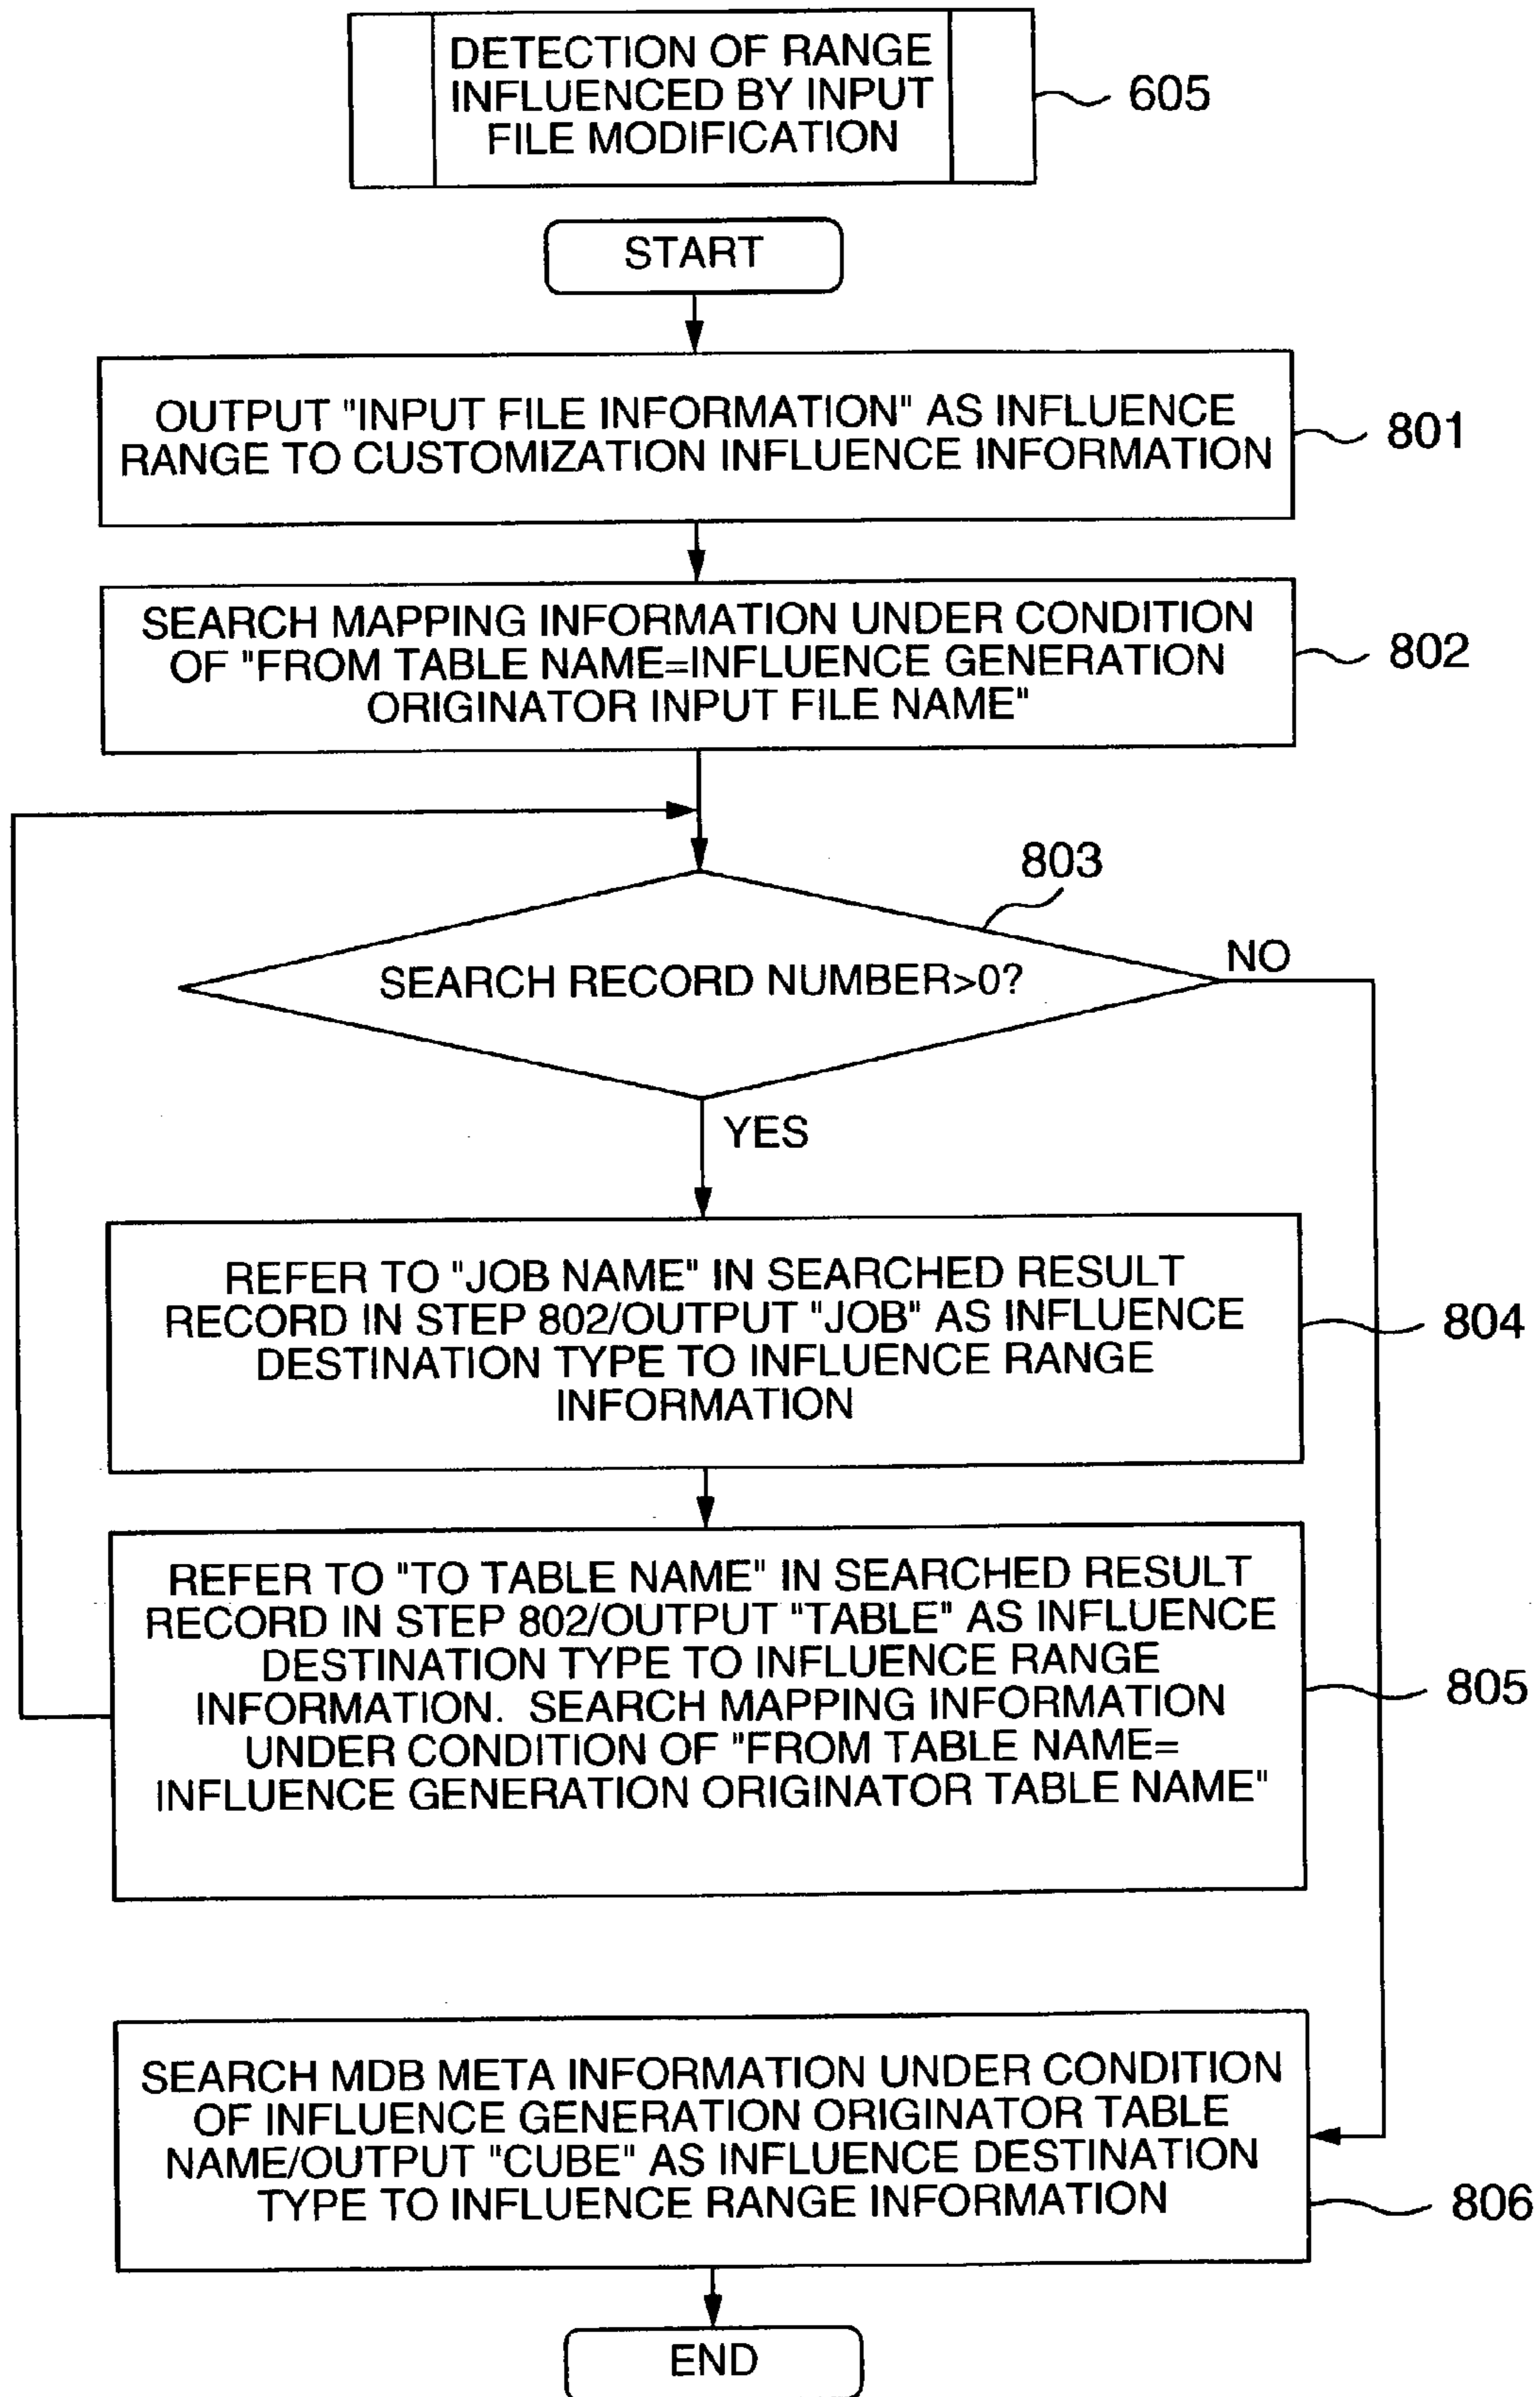 DETECTION OF RANGE
INFLUENCED BY INPUT
FILE MODIFICATION
605
START
OUTPUT "INPUT FILE INFORMATION" AS INFLUENCE
RANGE TO CUSTOMIZATION INFLUENCE INFORMATION
801
SEARCH MAPPING INFORMATION UNDER CONDITION
OF "FROM TABLE NAME=INFLUENCE GENERATION
ORIGINATOR INPUT FILE NAME"
802
803
SEARCH RECORD NUMBER>0?
NO
YES
REFER TO "JOB NAME" IN SEARCHED RESULT
RECORD IN STEP 802/OUTPUT "JOB" AS INFLUENCE
DESTINATION TYPE TO INFLUENCE RANGE
INFORMATION
804
REFER TO "TO TABLE NAME" IN SEARCHED RESULT
RECORD IN STEP 802/OUTPUT "TABLE" AS INFLUENCE
DESTINATION TYPE TO INFLUENCE RANGE
INFORMATION. SEARCH MAPPING INFORMATION
UNDER CONDITION OF "FROM TABLE NAME=
INFLUENCE GENERATION ORIGINATOR TABLE NAME"
805
SEARCH MDB META INFORMATION UNDER CONDITION
OF INFLUENCE GENERATION ORIGINATOR TABLE
NAME/OUTPUT "CUBE" AS INFLUENCE DESTINATION
TYPE TO INFLUENCE RANGE INFORMATION
806
END